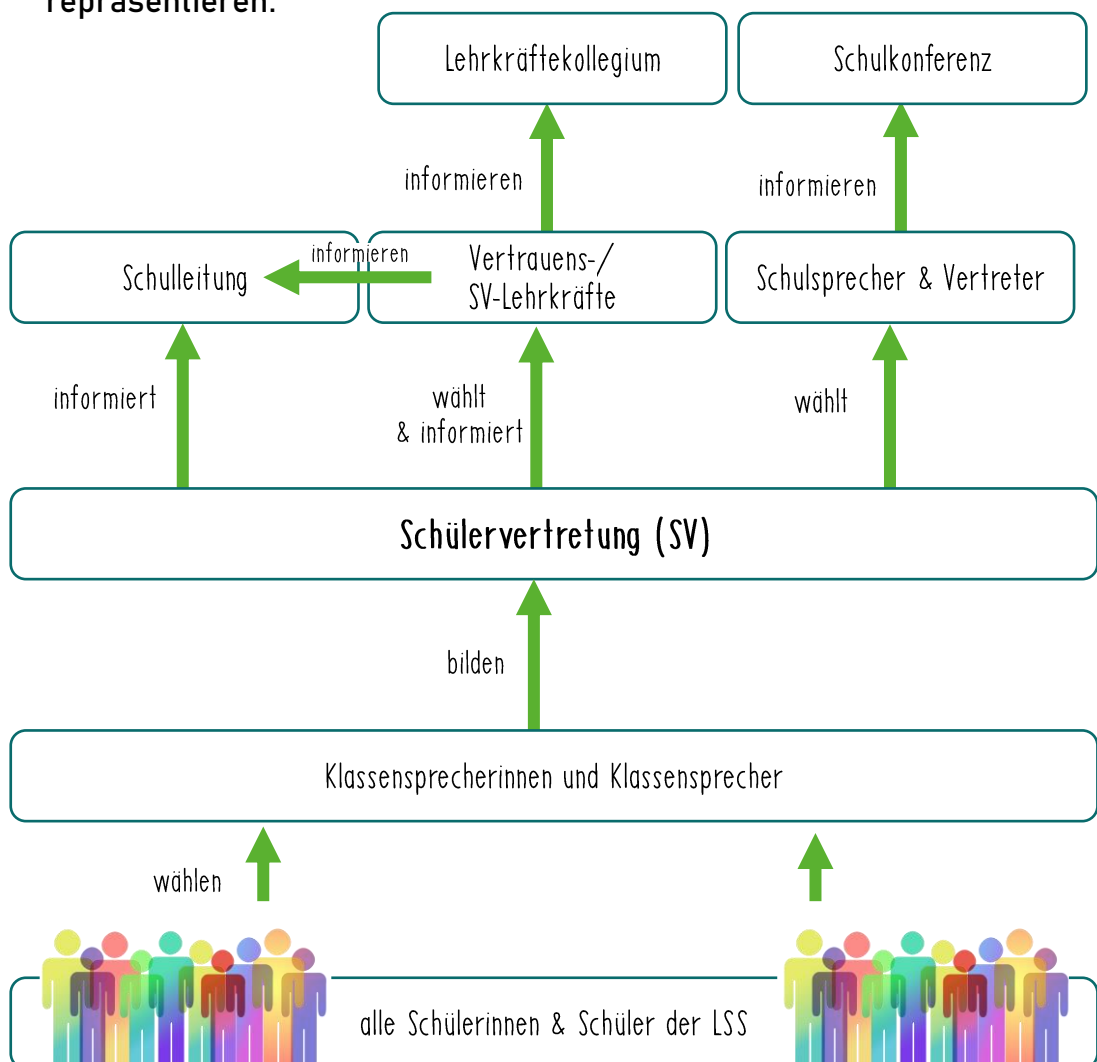 repräsentieren.
Lehrkräftekollegium
Schulkonferenz
informieren
informieren
Schulleitung
informieren
Vertrauens-/
SV-Lehrkräfte
Schulsprecher & Vertreter
informiert
wählt
& informiert
wählt
Schülervertretung (SV)
bilden
Klassensprecherinnen und Klassensprecher
wählen
alle Schülerinnen & Schüler der LSS